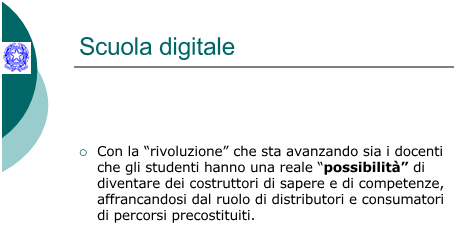 Scuola digitale
Con la “rivoluzione” che sta avanzando sia i docenti
che gli studenti hanno una reale “possibilità” di
diventare dei costruttori di sapere e di competenze,
affrancandosi dal ruolo di distributori e consumatori
di percorsi precostituiti.